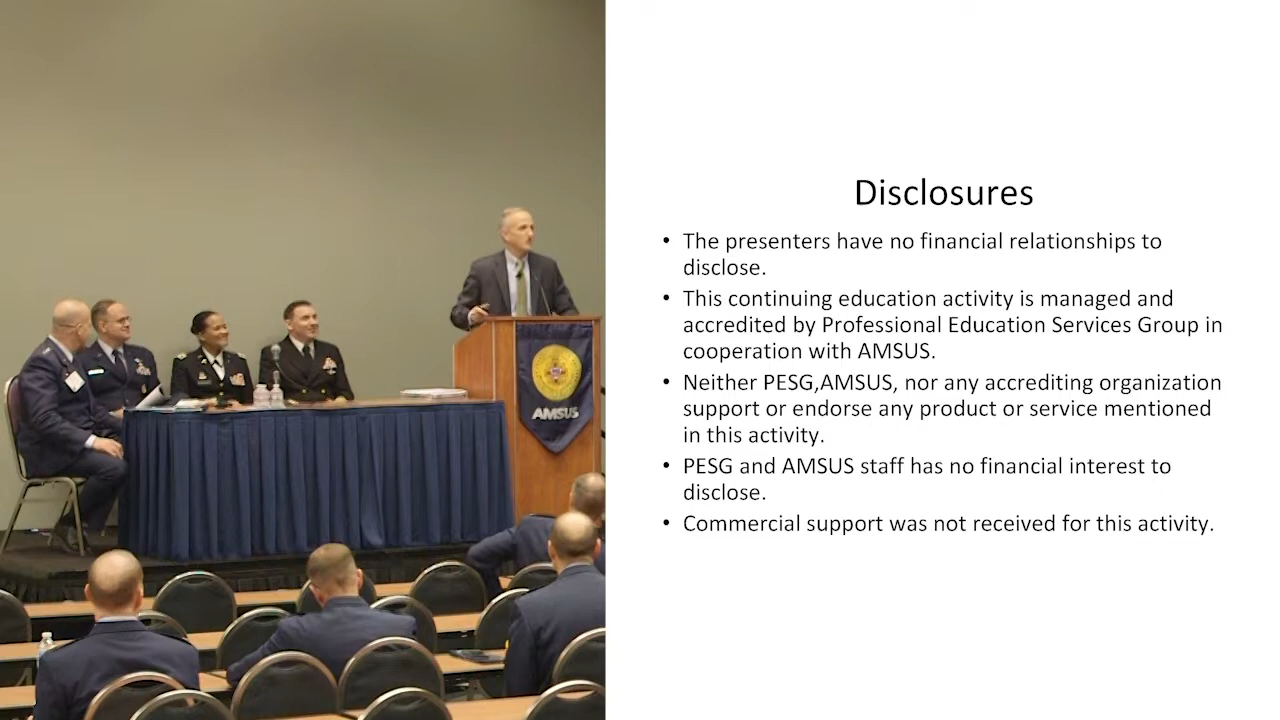 AMSUS
Disclosures
• The presenters have no financial relationships to
disclose.
• This continuing education activity is managed and
accredited by Professional Education Services Group in
cooperation with AMSUS.
• Neither PESG,AMSUS, nor any accrediting organization
support or endorse any product or service mentioned
in this activity.
• PESG and AMSUS staff has no financial interest to
disclose.
• Commercial support was not received for this activity.